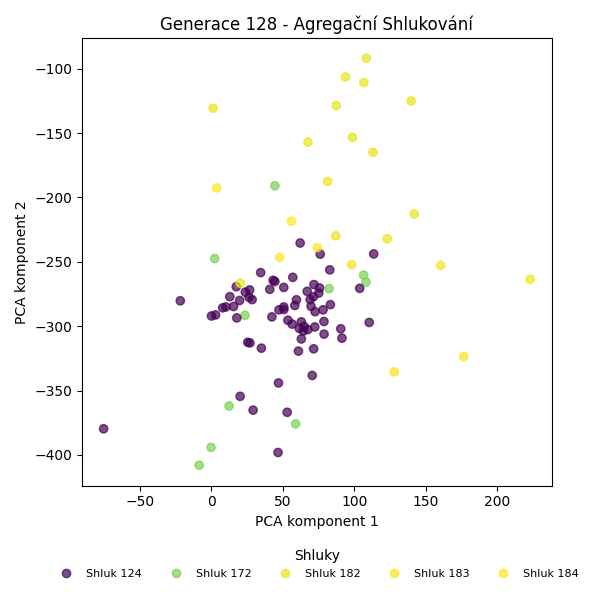 Generace 128 - Agregační Shlukování
−100
−150
−200
−250
−300
−350
−400
PCA komponent 2
−50 0 50 100 150 200
PCA komponent 1
Shluky
Shluk 124 Shluk 172 Shluk 182 Shluk 183 Shluk 184